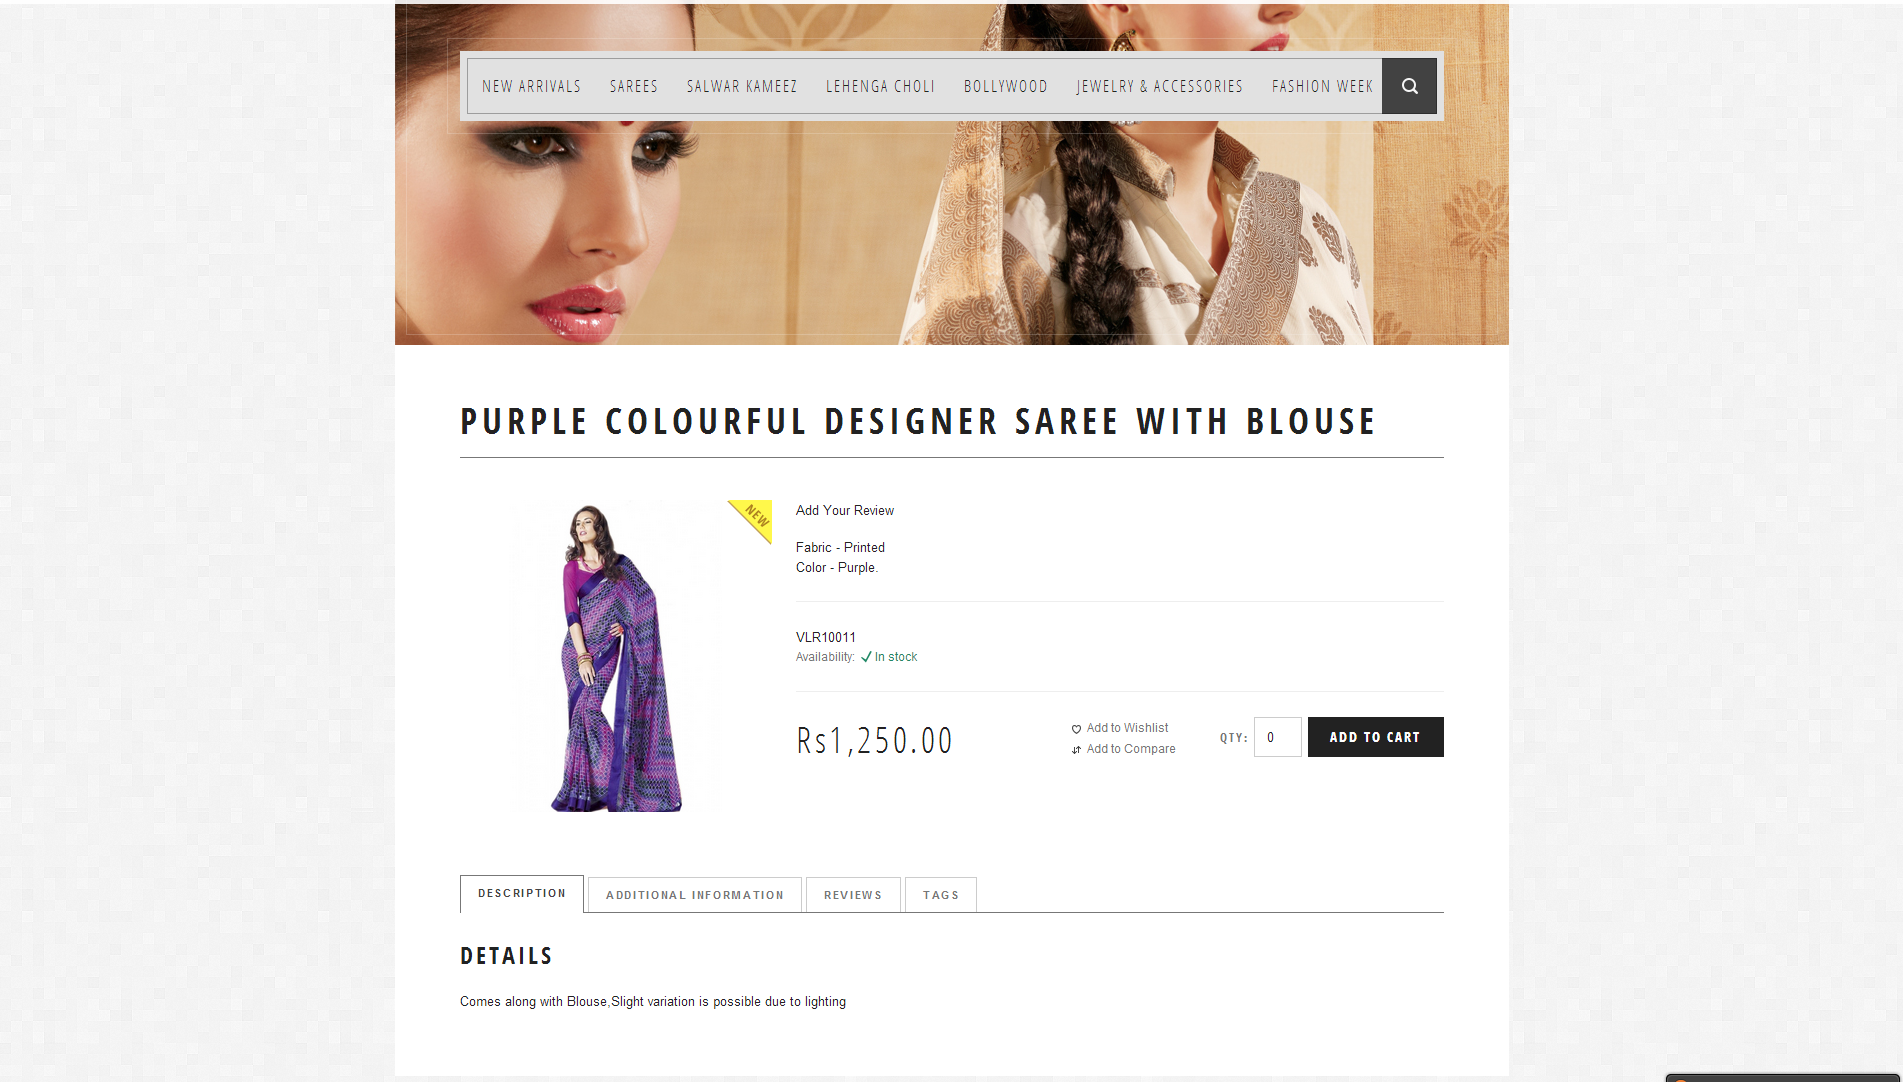 NEW ARRIVALS SAREES SALWAR KAMEEZ LEHENGA CHOLI BOLLYWOOD JEWELRY & ACCESSORIES FASHION WEEK
PURPLE COLOURFUL DESIGNER SAREE WITH BLOUSE
NEW
Add Your Review
Fabric - Printed
Color - Purple.
VLR10011
Availability: In stock
Rs1,250.00
Add to Wishlist
Add to Compare
QTY: 0 ADD TO CART
DESCRIPTION ADDITIONAL INFORMATION REVIEWS TAGS
DETAILS
Comes along with Blouse,Slight variation is possible due to lighting